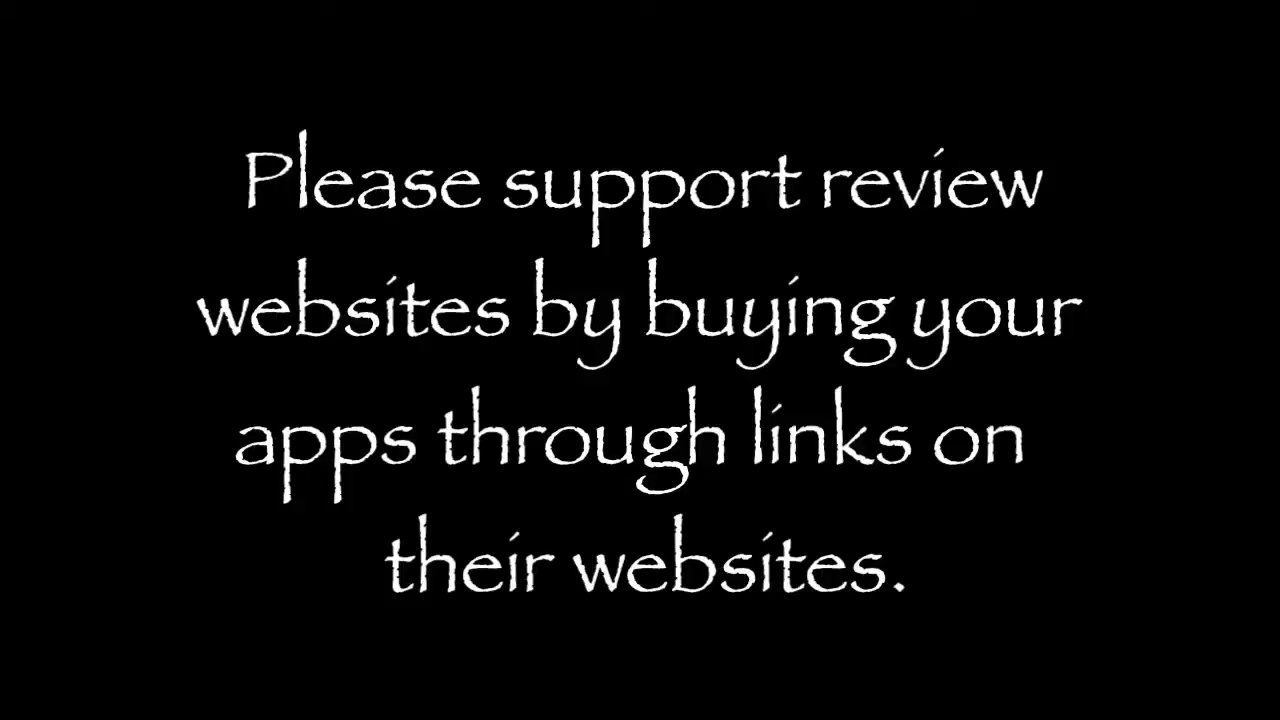 Please support review
websites by buying your
apps through links on
their websites.